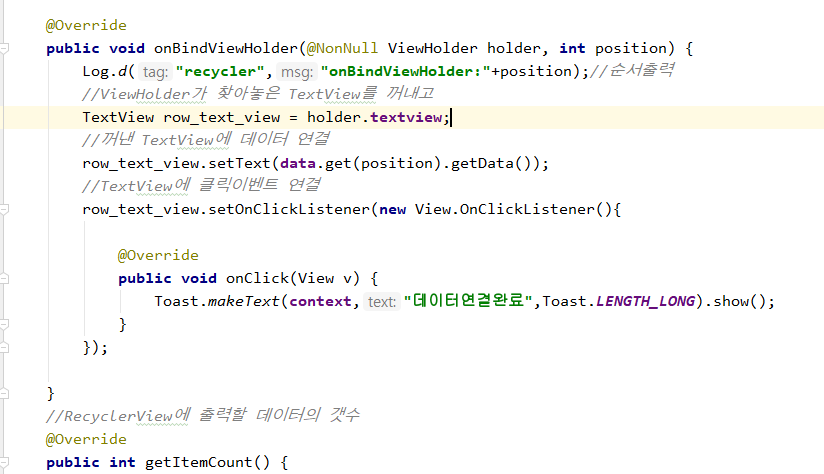 @Override
public void onBindViewHolder(@NonNull ViewHolder holder, int position) {
Log.d( tag: "recycler", msg: "onBindViewHolder:"+position);//순서출력
//ViewHolder가 찾아놓은 TextView를 꺼내고
TextView row_text_view = holder.textview;
//꺼낸 TextView에 데이터 연결
row_text_view.setText(data.get(position).getData());
//TextView에 클릭이벤트 연결
row_text_view.setOnClickListener(new View.OnClickListener(){
@Override
public void onClick(View v) {
Toast.makeText(context, text: "데이터연결완료",Toast.LENGTH_LONG).show();
}
});
}
//RecyclerView에 출력할 데이터의 갯수
@Override
public int getItemCount() {